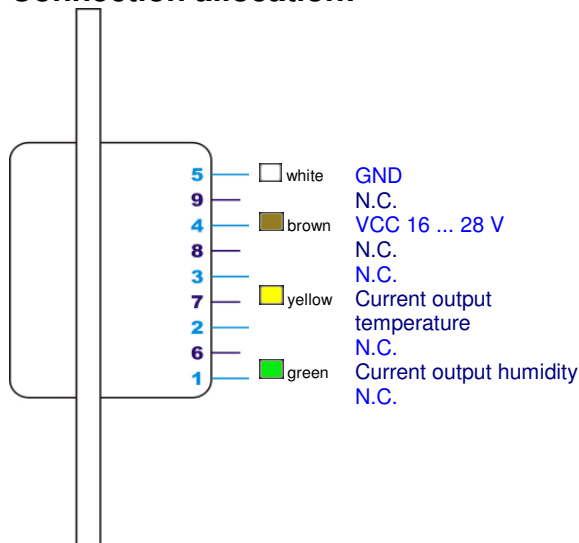 Connection allocation:
5 white GND
9 N.C.
4 brown VCC 16 ... 28 V
8 N.C.
3 N.C.
7 yellow Current output
2 temperature
6 N.C.
1 green Current output humidity
N.C.